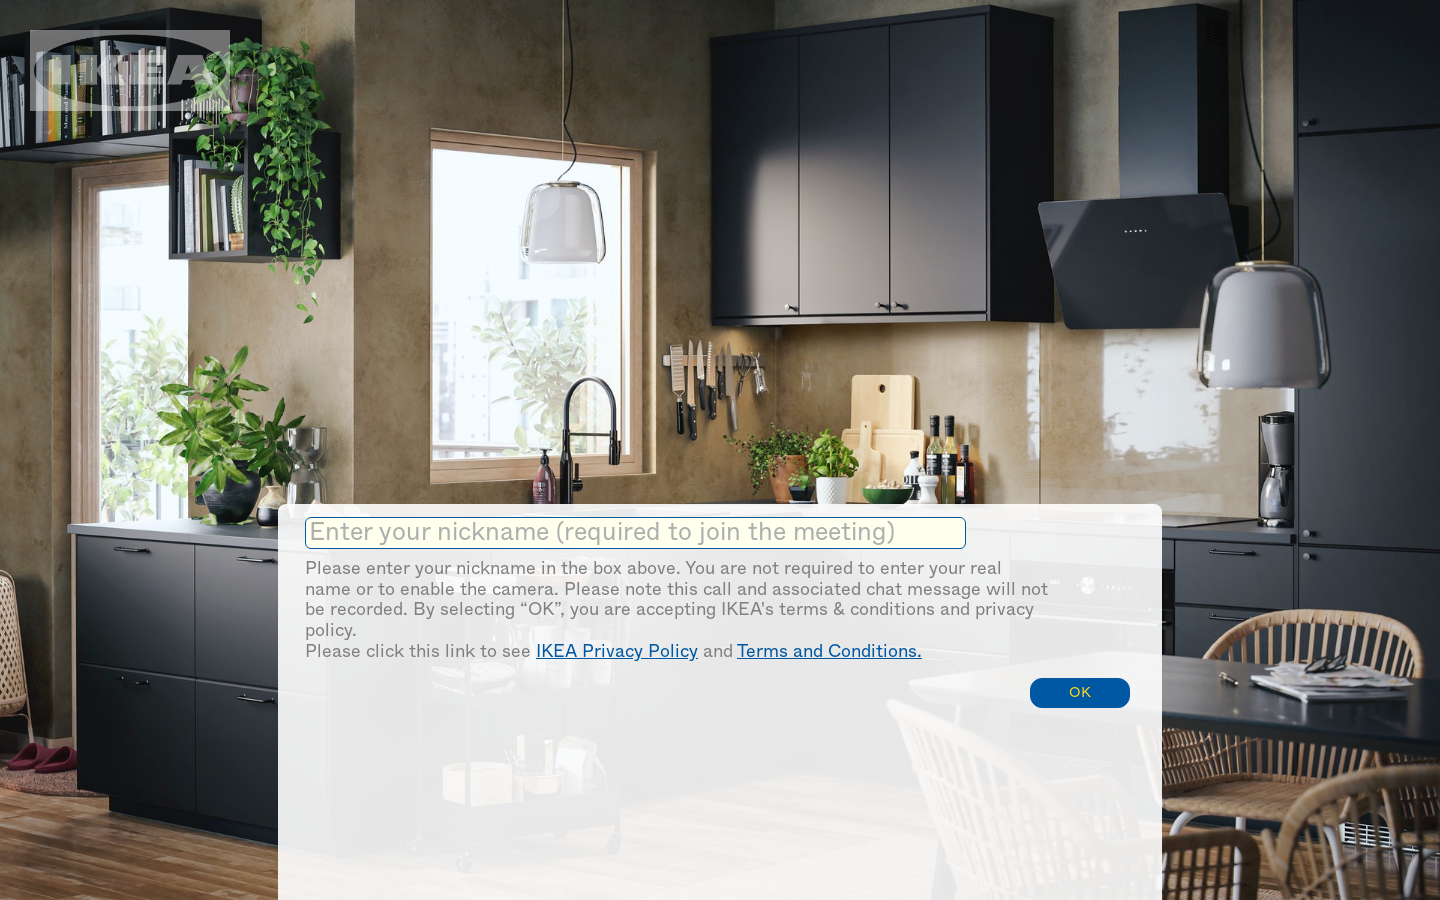 IKEA
Enter your nickname (required to join the meeting)
Please enter your nickname in the box above. You are not required to enter your real
name or to enable the camera. Please note this call and associated chat message will not
be recorded. By selecting “OK”, you are accepting IKEA's terms & conditions and privacy
policy.
Please click this link to see IKEA Privacy Policy and Terms and Conditions.
OK